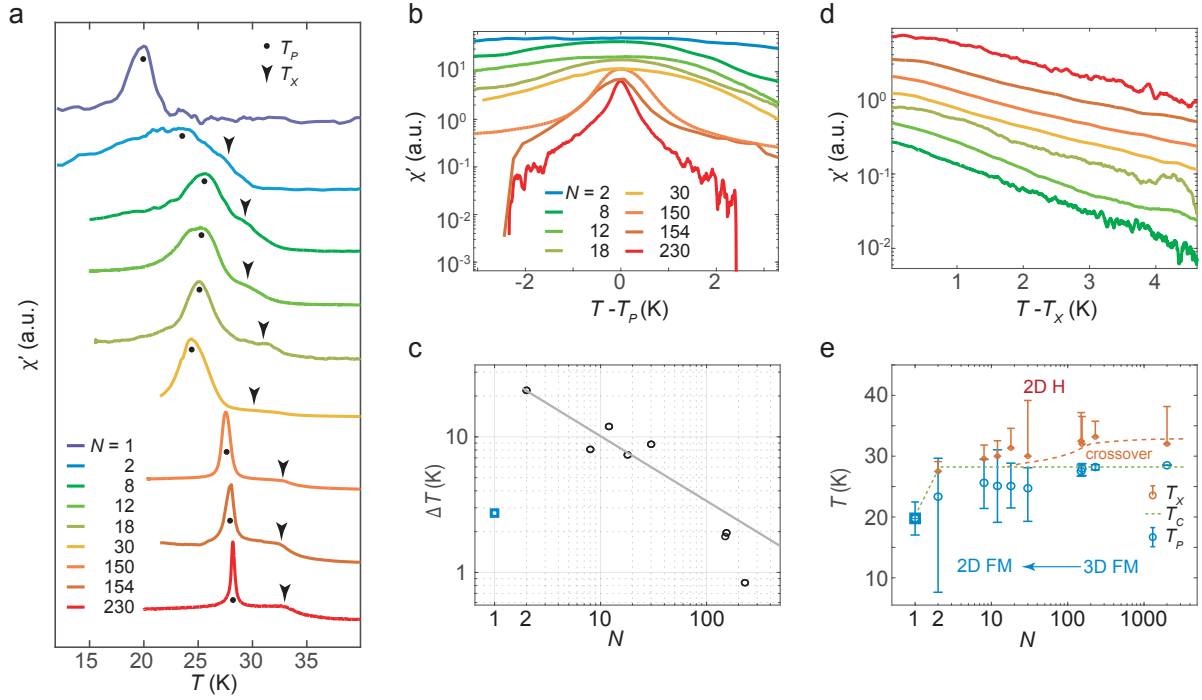 a
T_P
T_X
χ′ (a.u.)
N = 1
2
8
12
18
30
150
154
230
15 20 25 30 35
T (K)
b
10^1
10^0
10^-1
10^-2
10^-3
χ′ (a.u.)
N = 2
8
12
18
30
150
154
230
-2 0 2
T - T_P (K)
c
10
1
ΔT (K)
1 2 10 100
N
d
10^0
10^-1
10^-2
χ′ (a.u.)
1 2 3 4
T - T_X (K)
e
40
30
20
10
T (K)
2D H
crossover
T_X
T_C
T_P
2D FM
3D FM
1 2 10 100 1000
N